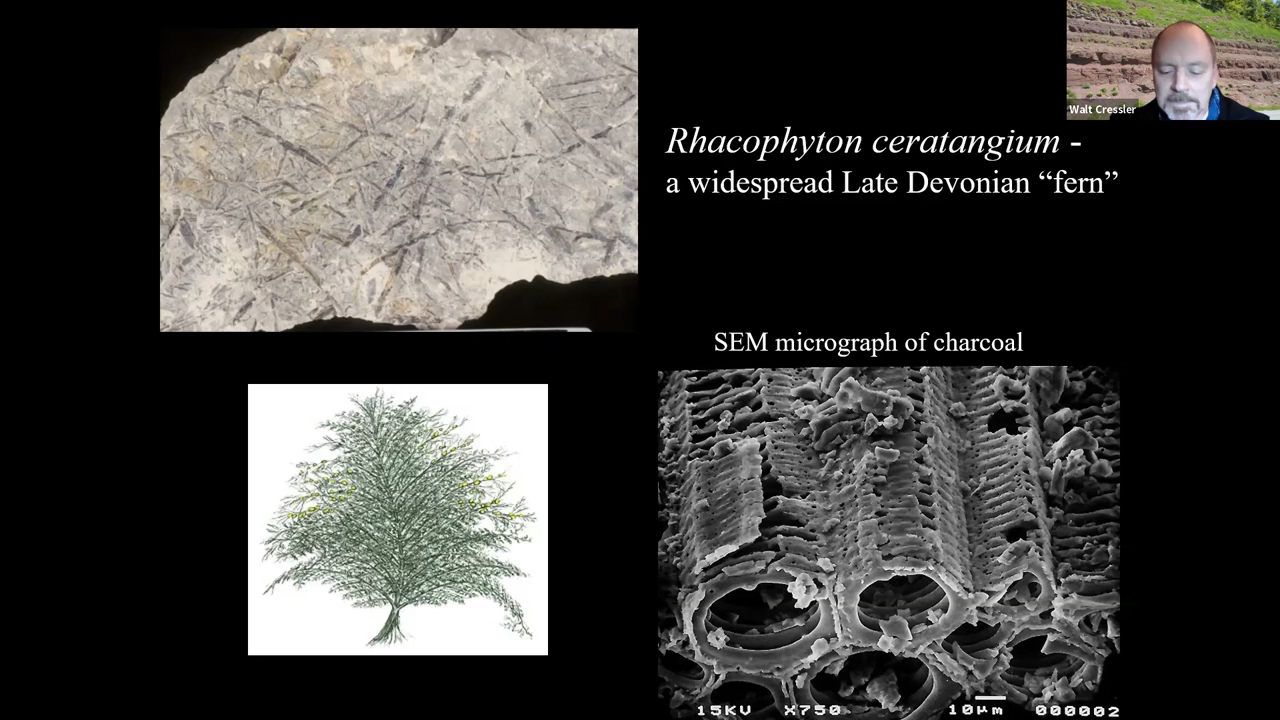 Walt Cressler
Rhacophyton ceratangium -
a widespread Late Devonian “fern”
SEM micrograph of charcoal
15KV X750 10µm 000002